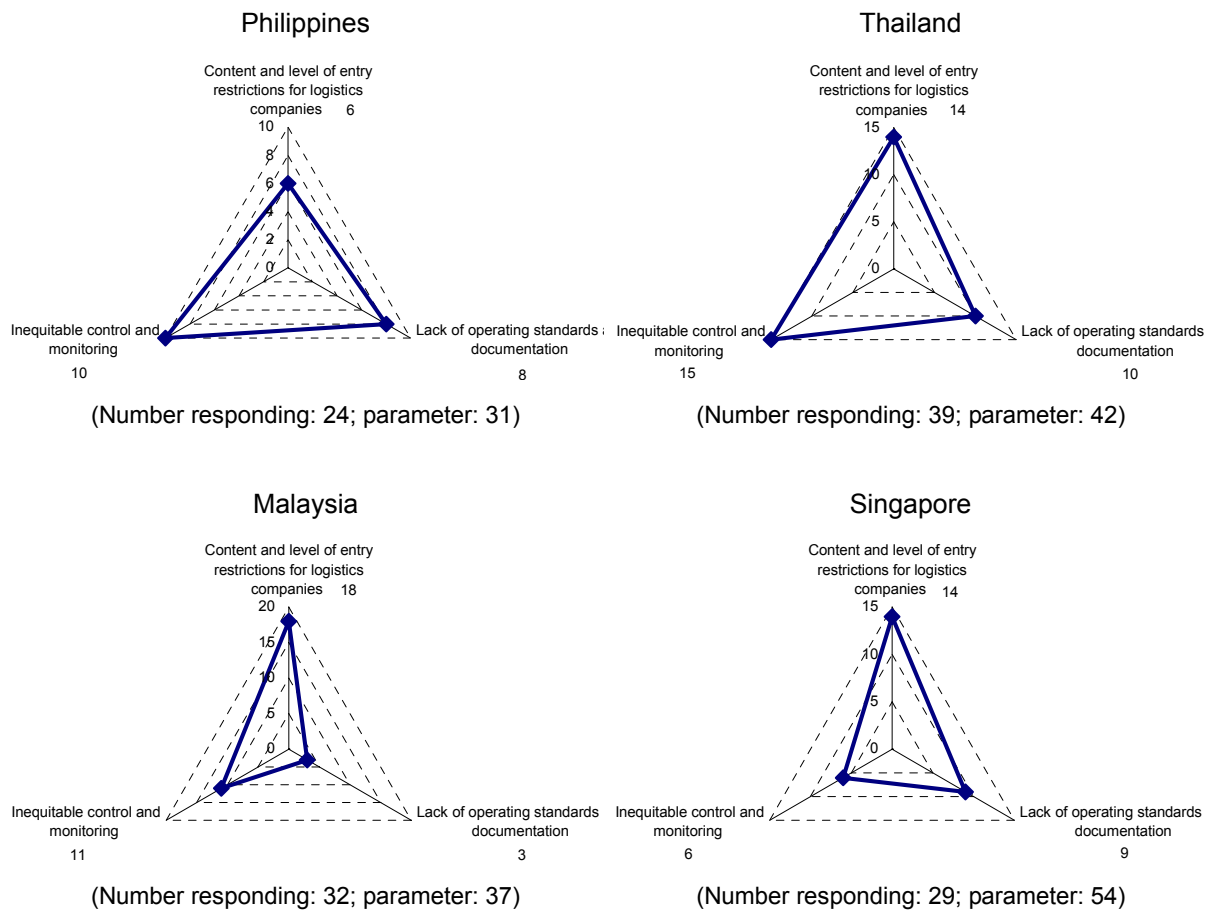 Philippines
Content and level of entry
restrictions for logistics
companies 6
10
8
6
4
2
0
Inequitable control and
monitoring
10
Lack of operating standards a
documentation
8
(Number responding: 24; parameter: 31)
Thailand
Content and level of entry
restrictions for logistics
companies 14
15
10
5
0
Inequitable control and
monitoring
15
Lack of operating standards
documentation
10
(Number responding: 39; parameter: 42)
Malaysia
Content and level of entry
restrictions for logistics
companies 18
20
15
10
5
0
Inequitable control and
monitoring
11
Lack of operating standards
documentation
3
(Number responding: 32; parameter: 37)
Singapore
Content and level of entry
restrictions for logistics
companies 14
15
10
5
0
Inequitable control and
monitoring
6
Lack of operating standards
documentation
9
(Number responding: 29; parameter: 54)